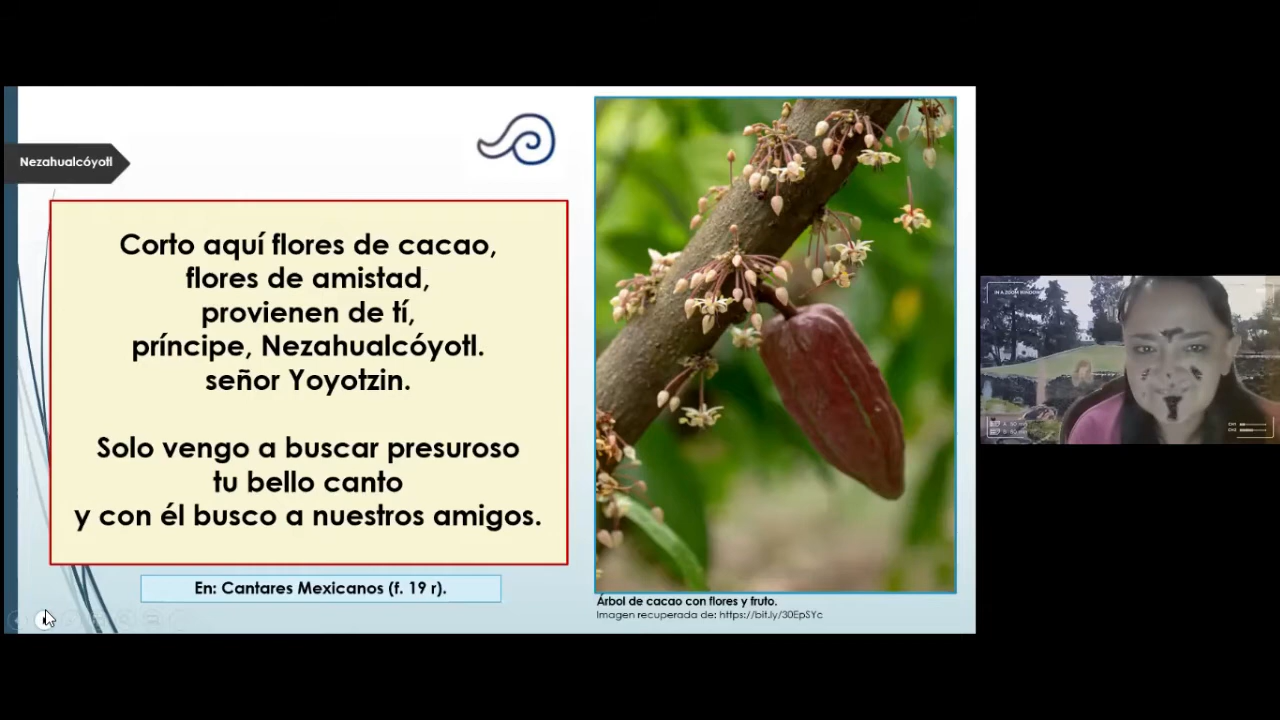 Nezahualcóyotl
Corto aquí flores de cacao,
flores de amistad,
provienen de tí,
príncipe, Nezahualcóyotl.
señor Yoyotzin.
Solo vengo a buscar presuroso
tu bello canto
y con él busco a nuestros amigos.
En: Cantares Mexicanos (f. 19 r).
Árbol de cacao con flores y fruto.
Imagen recuperada de: https://bitJy/30EpSYc